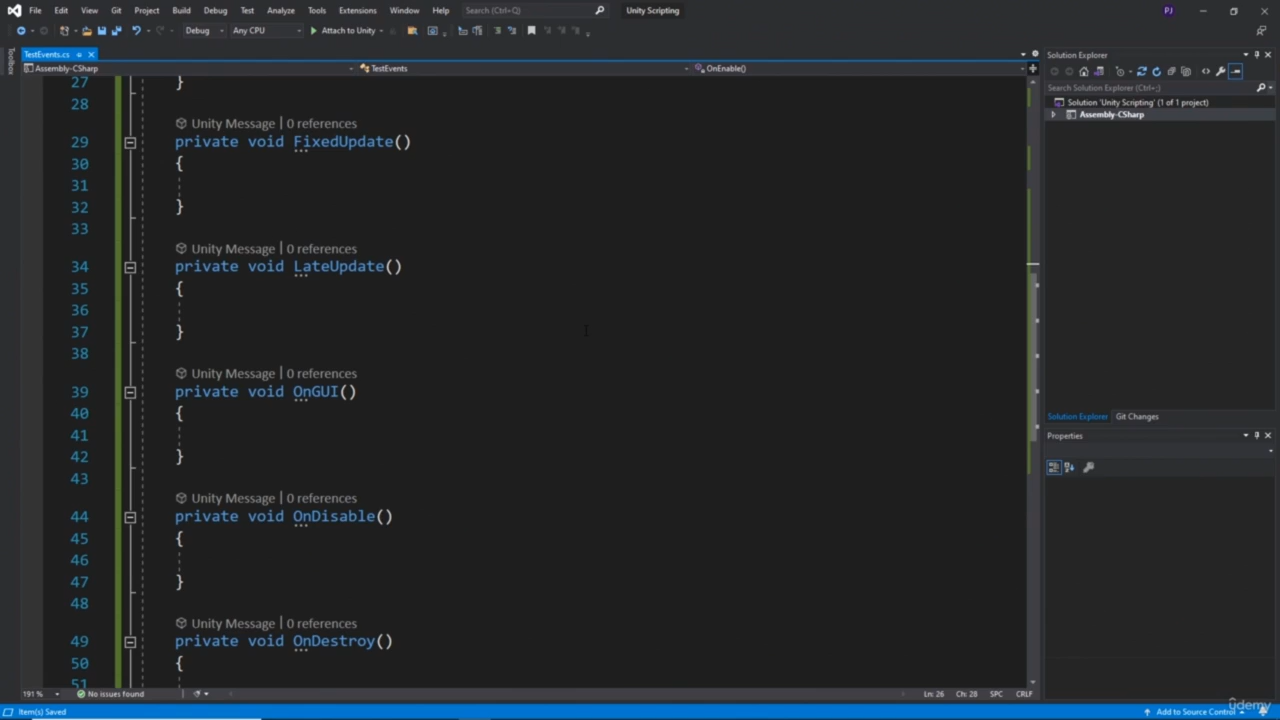 File Edit View Git Project Build Debug Test Analyze Tools Extensions Window Help Search (Ctrl+Q) Unity Scripting PJ
Debug Any CPU Attach to Unity
Toolbox
TestEvents.cs
Assembly-CSharp TestEvents OnEnable()
27 }
28
Unity Message | 0 references
29 private void FixedUpdate()
30 {
31
32 }
33
Unity Message | 0 references
34 private void LateUpdate()
35 {
36
37 }
38
Unity Message | 0 references
39 private void OnGUI()
40 {
41
42 }
43
Unity Message | 0 references
44 private void OnDisable()
45 {
46
47 }
48
Unity Message | 0 references
49 private void OnDestroy()
50 {
51
191 % No issues found Ln: 26 Ch: 28 SPC CRLF
Solution Explorer
Search Solution Explorer (Ctrl+;)
Solution 'Unity Scripting' (1 of 1 project)
Assembly-CSharp
Solution Explorer Git Changes
Properties
Item(s) Saved Add to Source Control
udemy